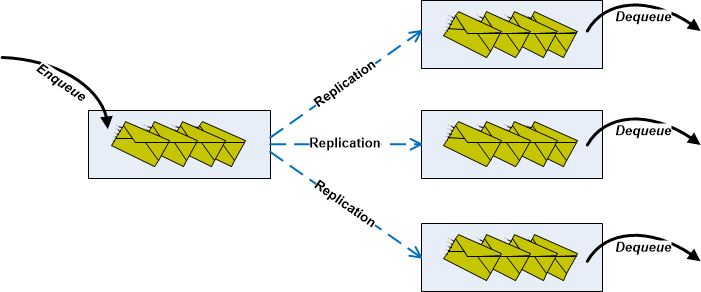 Enqueue
Replication
Replication
Replication
Dequeue
Dequeue
Dequeue